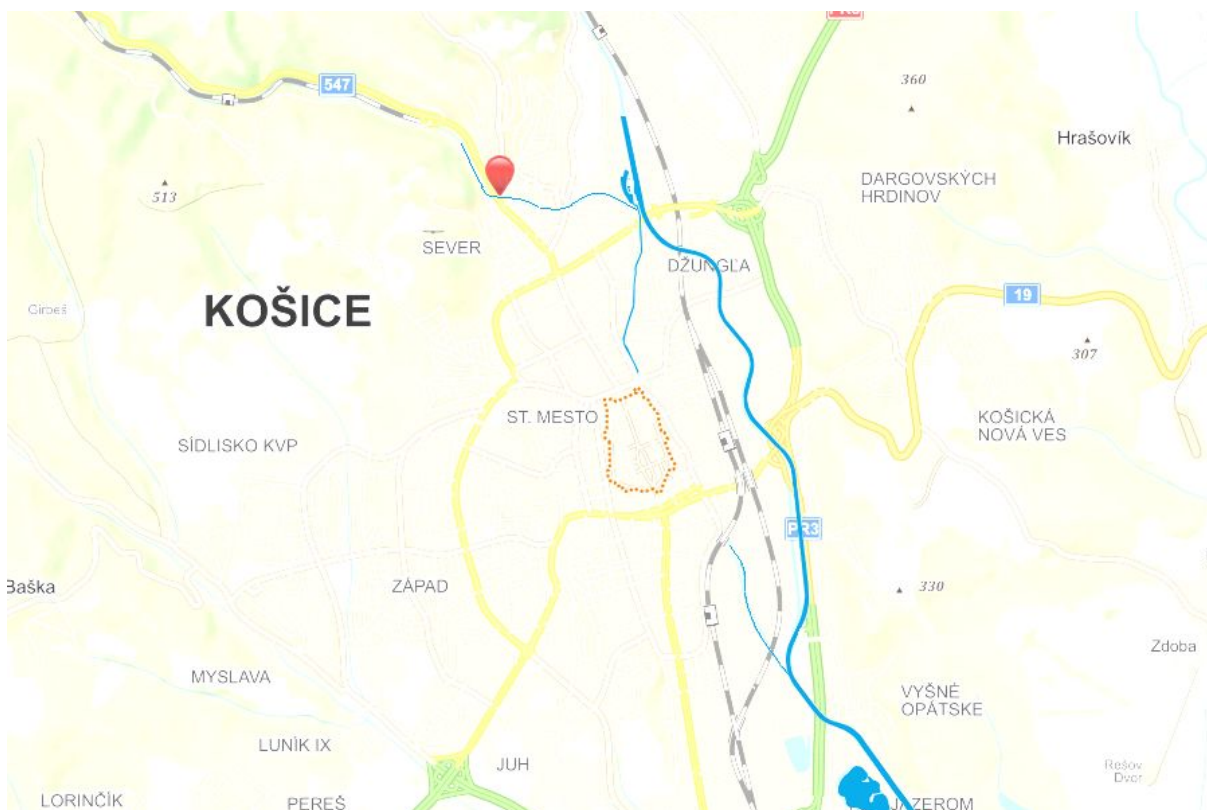 547
360
Hrašovík
513
DARGOVSKÝCH
HRDINOV
SEVER
DŽUNGĽA
KOŠICE
19
307
ST. MESTO
KOŠICKÁ
NOVÁ VES
SÍDLISKO KVP
PR3
Baška
ZÁPAD
330
Zdoba
MYSLAVA
VYŠNÉ
OPÁTSKE
LUNÍK IX
JUH
Rešov
Dvor
LORINČÍK
PEREŠ
JAZEROM